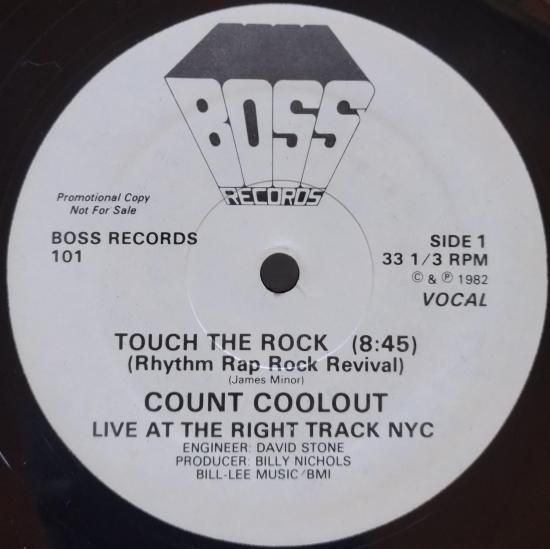 BOSS
RECORDS
Promotional Copy
Not For Sale
BOSS RECORDS
101
SIDE 1
33 1/3 RPM
© & ℗ 1982
VOCAL
TOUCH THE ROCK (8:45)
(Rhythm Rap Rock Revival)
(James Minor)
COUNT COOLOUT
LIVE AT THE RIGHT TRACK NYC
ENGINEER: DAVID STONE
PRODUCER: BILLY NICHOLS
BILL-LEE MUSIC/BMI